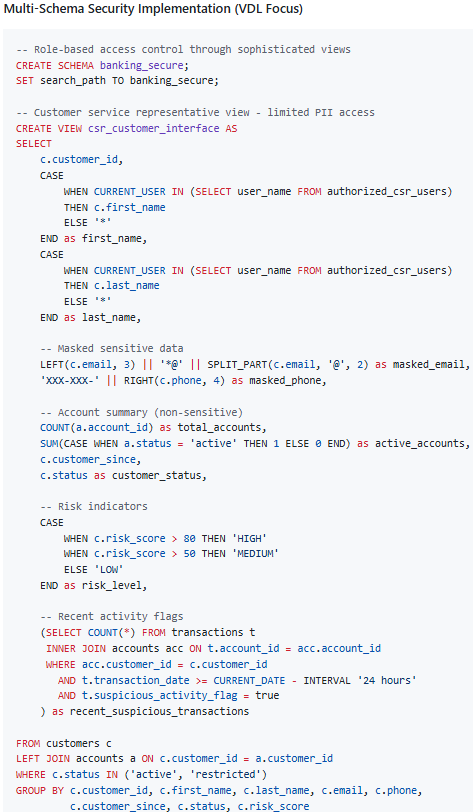 Multi-Schema Security Implementation (VDL Focus)
-- Role-based access control through sophisticated views
CREATE SCHEMA banking_secure;
SET search_path TO banking_secure;
-- Customer service representative view - limited PII access
CREATE VIEW csr_customer_interface AS
SELECT
    c.customer_id,
    CASE
        WHEN CURRENT_USER IN (SELECT user_name FROM authorized_csr_users)
        THEN c.first_name
        ELSE '*'
    END as first_name,
    CASE
        WHEN CURRENT_USER IN (SELECT user_name FROM authorized_csr_users)
        THEN c.last_name
        ELSE '*'
    END as last_name,
    -- Masked sensitive data
    LEFT(c.email, 3) || '*@' || SPLIT_PART(c.email, '@', 2) as masked_email,
    'XXX-XXX-' || RIGHT(c.phone, 4) as masked_phone,
    -- Account summary (non-sensitive)
    COUNT(a.account_id) as total_accounts,
    SUM(CASE WHEN a.status = 'active' THEN 1 ELSE 0 END) as active_accounts,
    c.customer_since,
    c.status as customer_status,
    -- Risk indicators
    CASE
        WHEN c.risk_score > 80 THEN 'HIGH'
        WHEN c.risk_score > 50 THEN 'MEDIUM'
        ELSE 'LOW'
    END as risk_level,
    -- Recent activity flags
    (SELECT COUNT(*) FROM transactions t
     INNER JOIN accounts acc ON t.account_id = acc.account_id
     WHERE acc.customer_id = c.customer_id
       AND t.transaction_date >= CURRENT_DATE - INTERVAL '24 hours'
       AND t.suspicious_activity_flag = true
    ) as recent_suspicious_transactions
FROM customers c
LEFT JOIN accounts a ON c.customer_id = a.customer_id
WHERE c.status IN ('active', 'restricted')
GROUP BY c.customer_id, c.first_name, c.last_name, c.email, c.phone,
         c.customer_since, c.status, c.risk_score